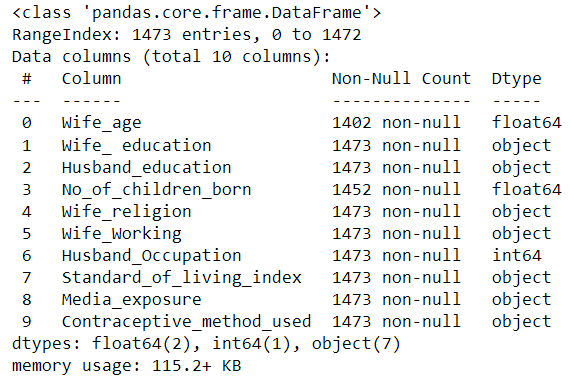 <class 'pandas.core.frame.DataFrame'>
RangeIndex: 1473 entries, 0 to 1472
Data columns (total 10 columns):
 #   Column                    Non-Null Count  Dtype
---  ------                    --------------  -----
 0   Wife_age                  1402 non-null   float64
 1   Wife_ education           1473 non-null   object
 2   Husband_education         1473 non-null   object
 3   No_of_children_born       1452 non-null   float64
 4   Wife_religion             1473 non-null   object
 5   Wife_Working              1473 non-null   object
 6   Husband_Occupation        1473 non-null   int64
 7   Standard_of_living_index  1473 non-null   object
 8   Media_exposure            1473 non-null   object
 9   Contraceptive_method_used 1473 non-null   object
dtypes: float64(2), int64(1), object(7)
memory usage: 115.2+ KB